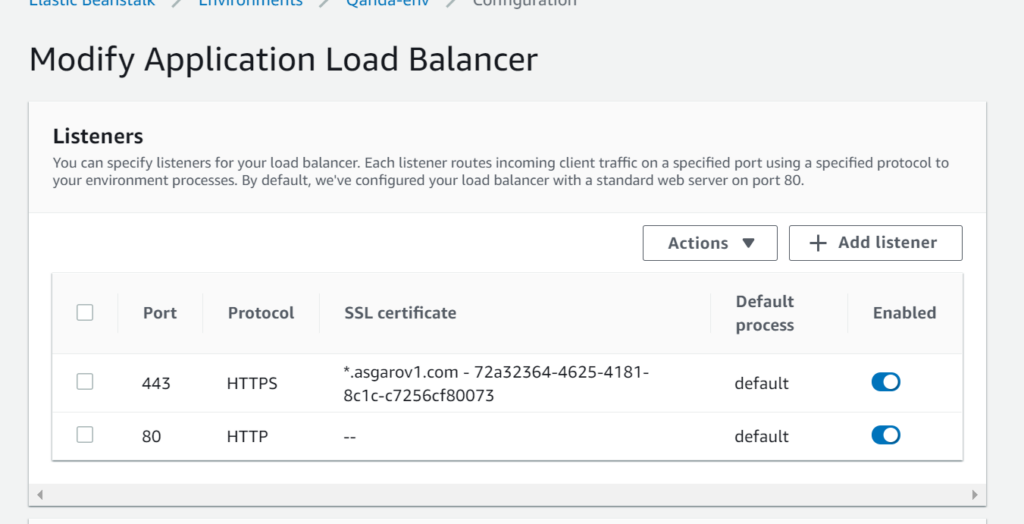 Elastic Beanstalk / Environments / Qanda-env / Configuration
Modify Application Load Balancer
Listeners
You can specify listeners for your load balancer. Each listener routes incoming client traffic on a specified port using a specified protocol to
your environment processes. By default, we've configured your load balancer with a standard web server on port 80.
Actions + Add listener
Port Protocol SSL certificate Default process Enabled
443 HTTPS *.asgarov1.com - 72a32364-4625-4181-
8c1c-c7256cf80073 default
80 HTTP -- default